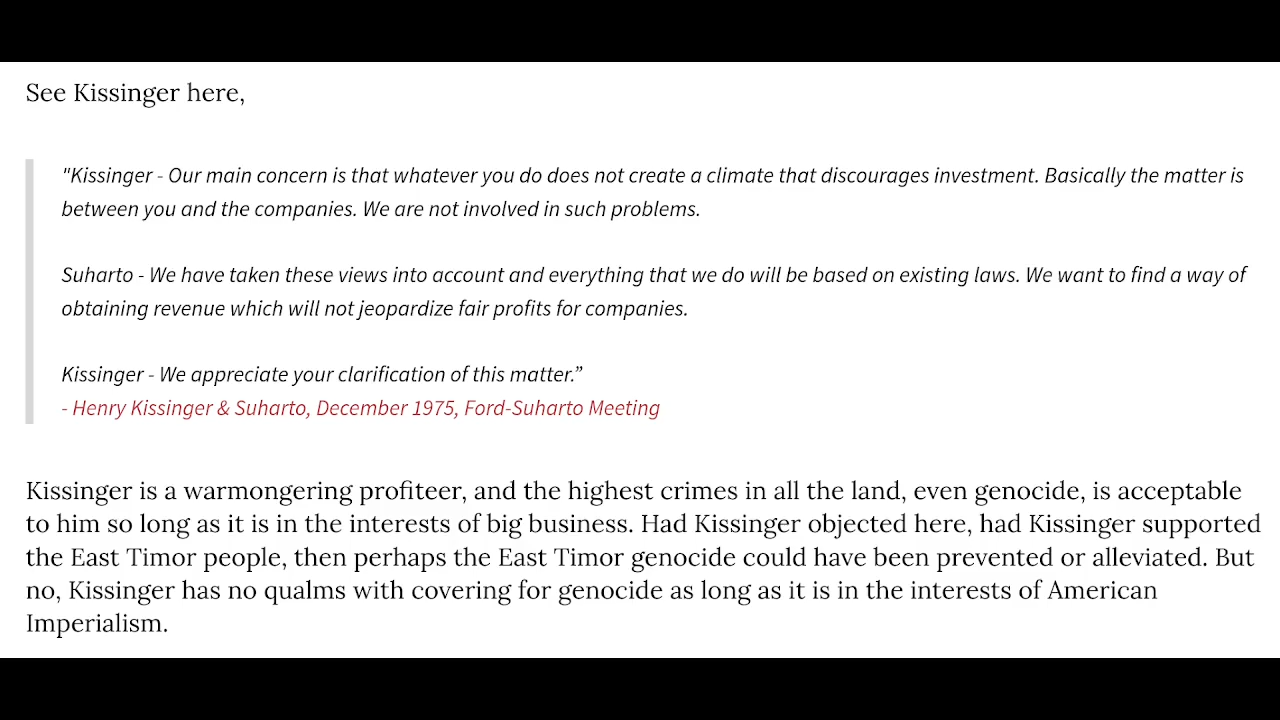 See Kissinger here,
"Kissinger - Our main concern is that whatever you do does not create a climate that discourages investment. Basically the matter is
between you and the companies. We are not involved in such problems.
Suharto - We have taken these views into account and everything that we do will be based on existing laws. We want to find a way of
obtaining revenue which will not jeopardize fair profits for companies.
Kissinger - We appreciate your clarification of this matter.”
- Henry Kissinger & Suharto, December 1975, Ford-Suharto Meeting
Kissinger is a warmongering profiteer, and the highest crimes in all the land, even genocide, is acceptable
to him so long as it is in the interests of big business. Had Kissinger objected here, had Kissinger supported
the East Timor people, then perhaps the East Timor genocide could have been prevented or alleviated. But
no, Kissinger has no qualms with covering for genocide as long as it is in the interests of American
Imperialism.